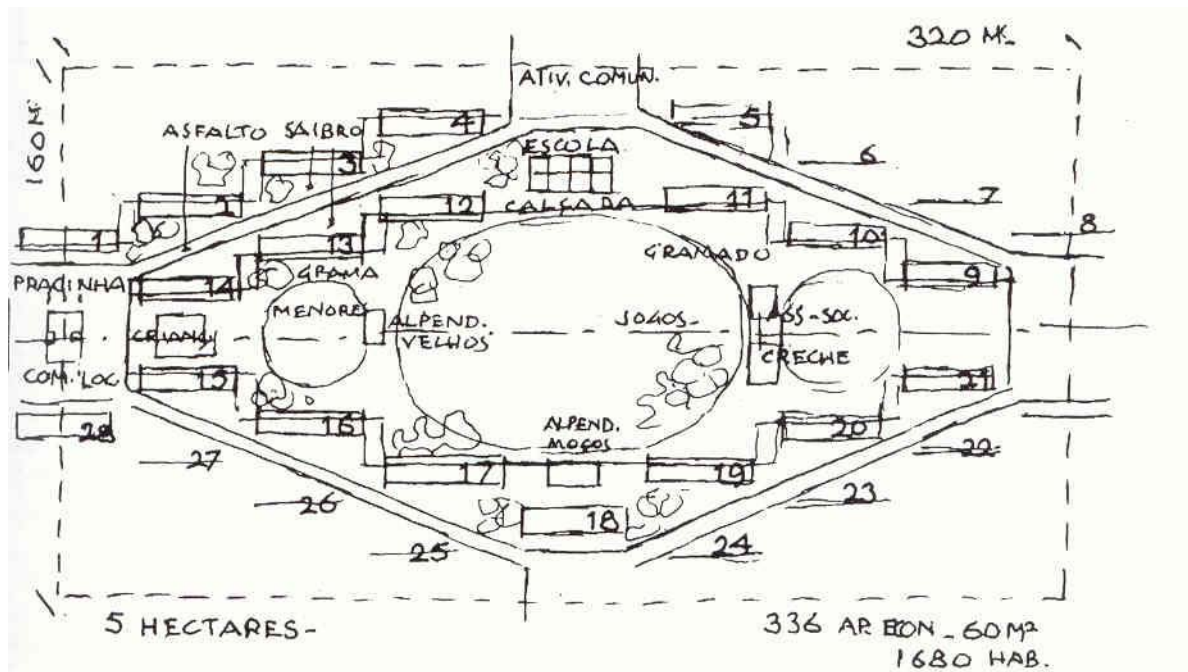 320 M.
160 M.
ATIV. COMUN.
ASFALTO SAIBRO
4
5
3
ESCOLA
6
2
12
CALÇADA
11
7
1
13
10
8
GRAMADO
PRACINHA
14
GRAMA
9
MENORES
ALPEND.
VELHOS
JOGOS
ASS-SOC.
CRIANÇ
CRECHE
COM. LOC
15
21
28
16
ALPEND.
MOÇOS
20
27
17
19
22
26
18
23
25
24
5 HECTARES-
336 AP. ECON - 60 M²
1680 HAB.